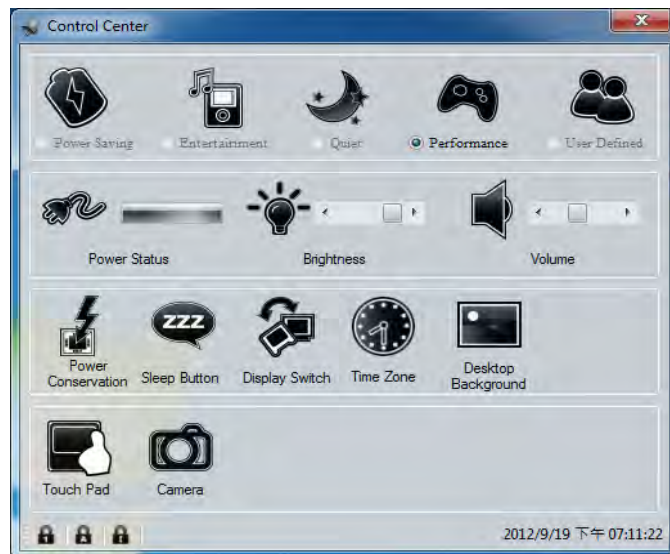 Control Center
Power Saving Entertainment Quiet Performance User Defined
Power Status Brightness Volume
zzz
Power Conservation Sleep Button Display Switch Time Zone Desktop Background
Touch Pad Camera
2012/9/19 下午 07:11:22